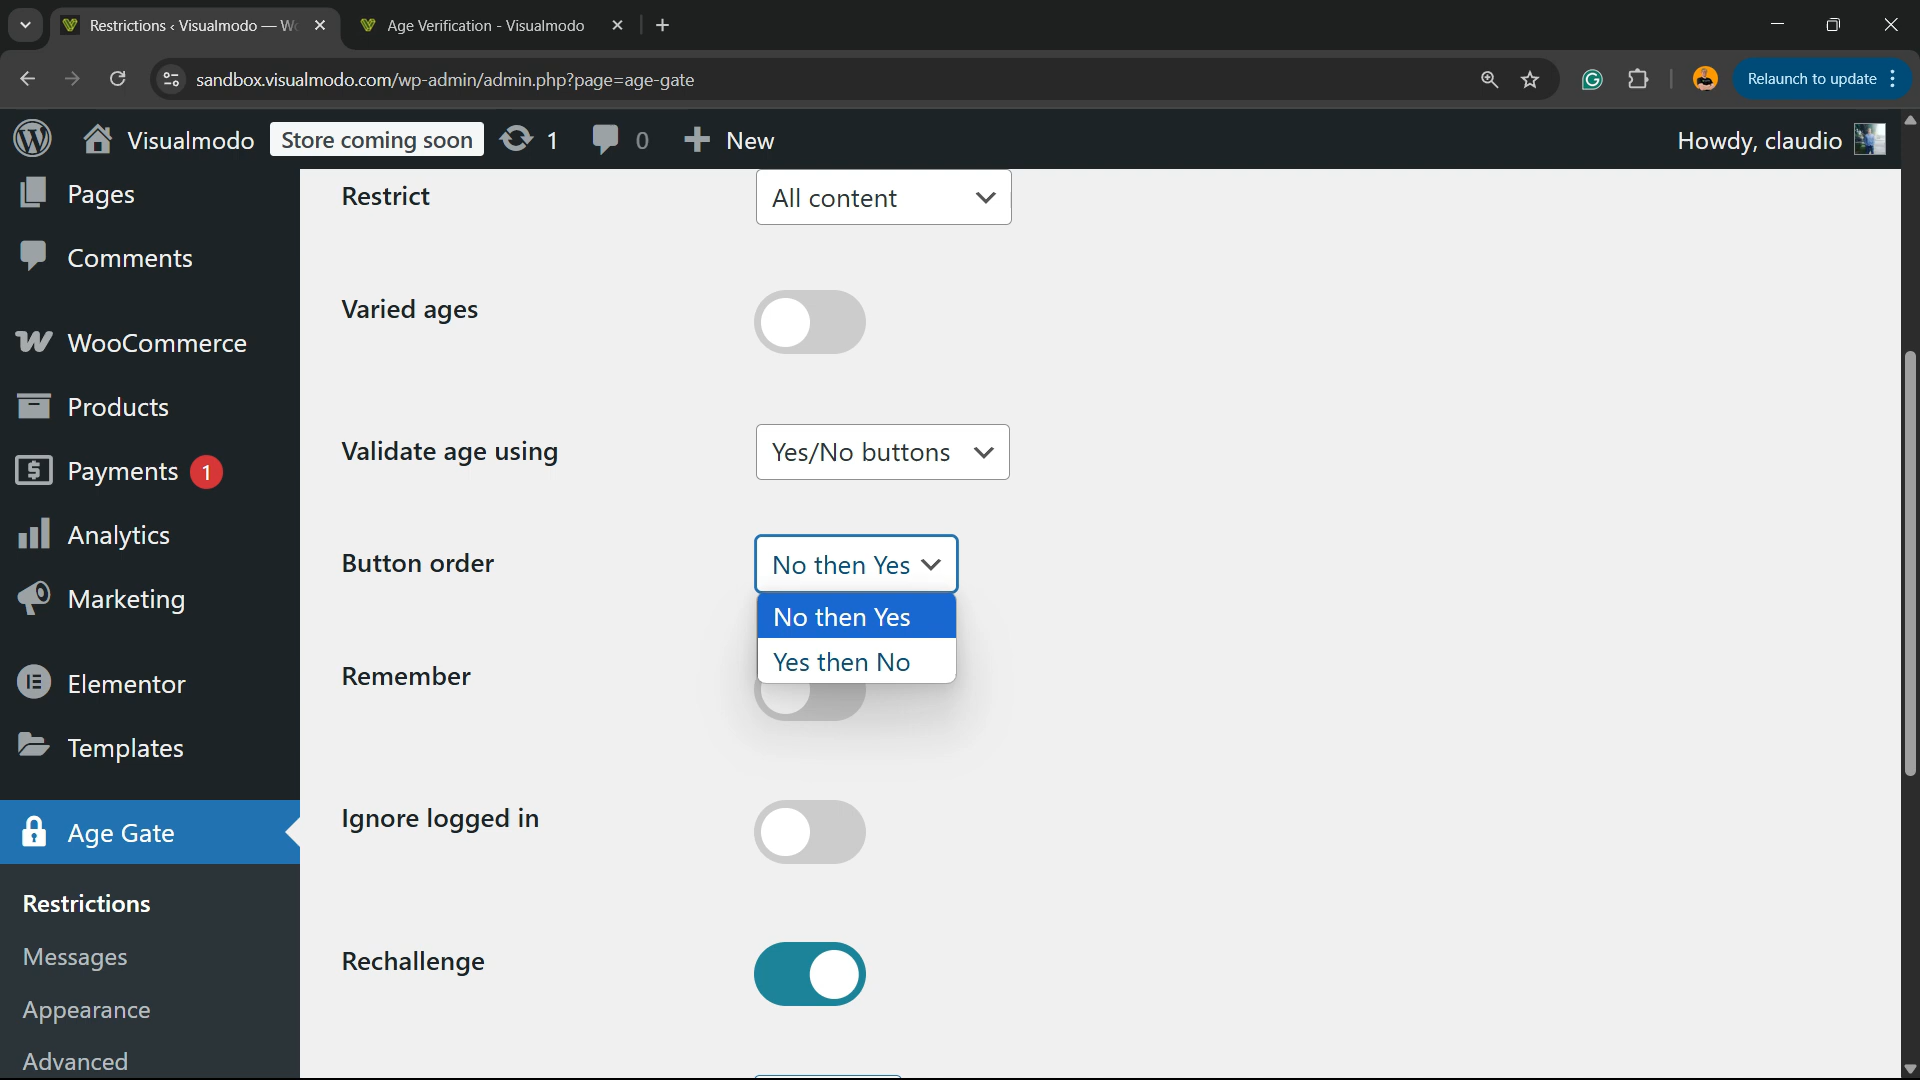 Restrictions ‹ Visualmodo — Wo
Age Verification - Visualmodo
sandbox.visualmodo.com/wp-admin/admin.php?page=age-gate
Relaunch to update
Visualmodo
Store coming soon
1
0
New
Howdy, claudio
Pages
Comments
WooCommerce
Products
Payments 1
Analytics
Marketing
Elementor
Templates
Age Gate
Restrictions
Messages
Appearance
Advanced
Restrict
All content
Varied ages
Validate age using
Yes/No buttons
Button order
No then Yes
No then Yes
Yes then No
Remember
Ignore logged in
Rechallenge